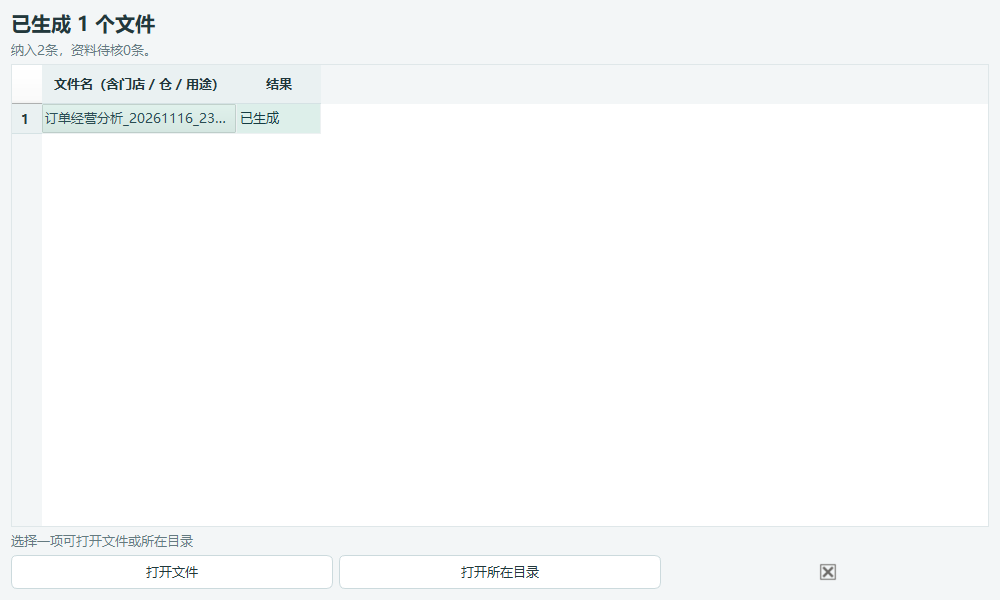 已生成 1 个文件
纳入2条，资料待核0条。
文件名（含门店 / 仓 / 用途） 结果
1 订单经营分析_20261116_23... 已生成
选择一项可打开文件或所在目录
打开文件 打开所在目录